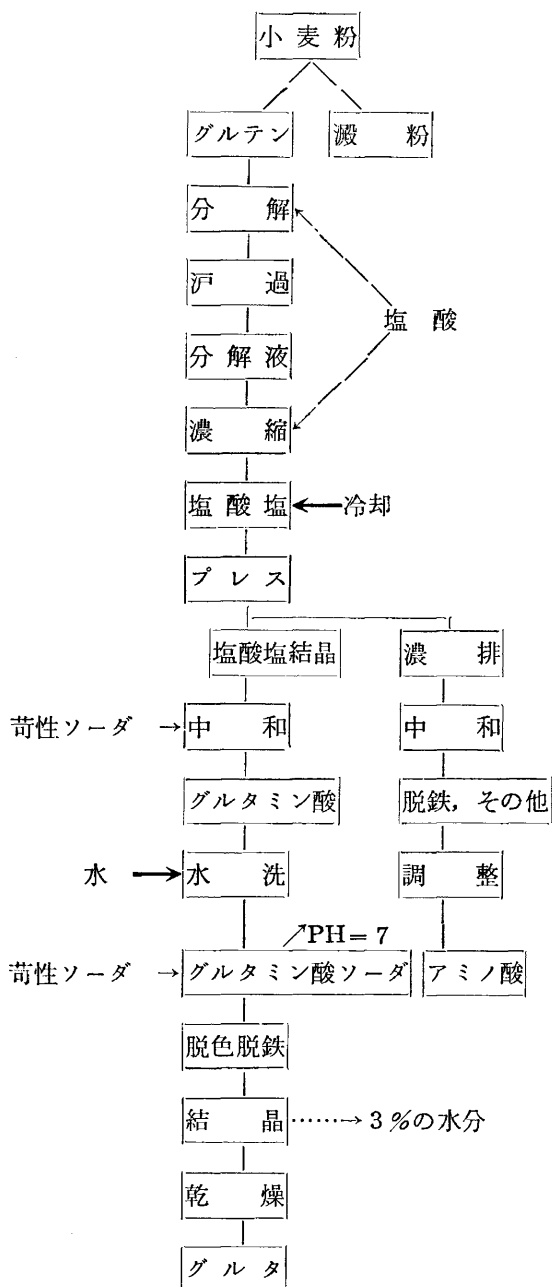 小麦粉
グルテン 澱粉
分解
沪過
塩酸
分解液
濃縮
塩酸塩 冷却
プレス
塩酸塩結晶 濃排
苛性ソーダ → 中和 中和
グルタミン酸 脱鉄,その他
水 → 水洗 調整
↗PH=7
苛性ソーダ → グルタミン酸ソーダ アミノ酸
脱色脱鉄
結晶 ……→ 3%の水分
乾燥
グルタ